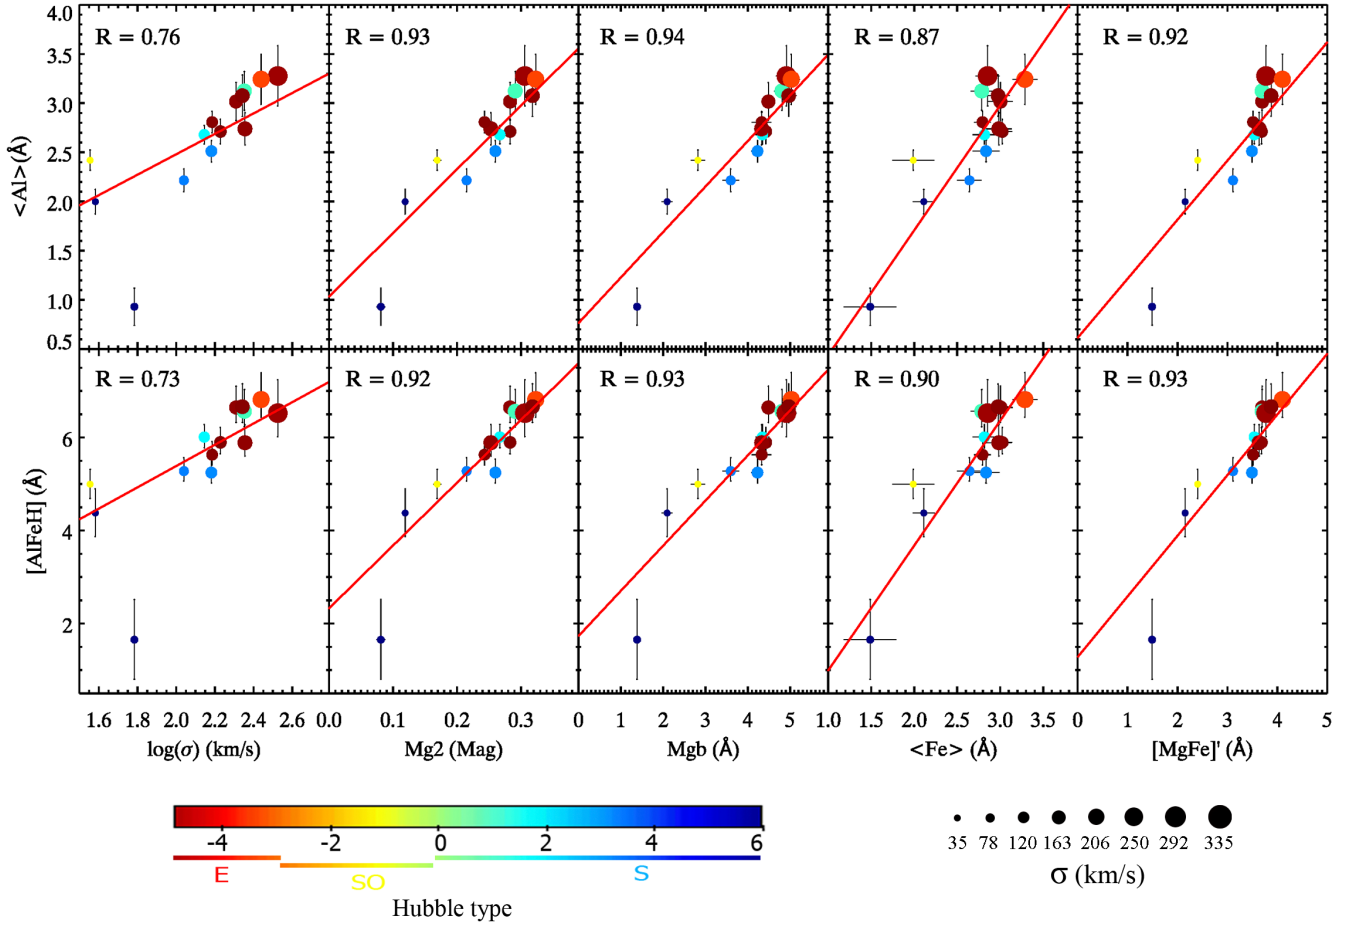 R = 0.76 R = 0.93 R = 0.94 R = 0.87 R = 0.92
4.0
3.5
3.0
2.5
2.0
1.5
1.0
0.5
<Al>(Å)
R = 0.73 R = 0.92 R = 0.93 R = 0.90 R = 0.93
6
4
2
[AlFeH] (Å)
1.6 1.8 2.0 2.2 2.4 2.6 0.0 0.1 0.2 0.3 0 1 2 3 4 5 1.0 1.5 2.0 2.5 3.0 3.5 0 1 2 3 4 5
log(σ) (km/s) Mg2 (Mag) Mgb (Å) <Fe> (Å) [MgFe]' (Å)
-4 -2 0 2 4 6
E SO S
Hubble type
35 78 120 163 206 250 292 335
σ (km/s)